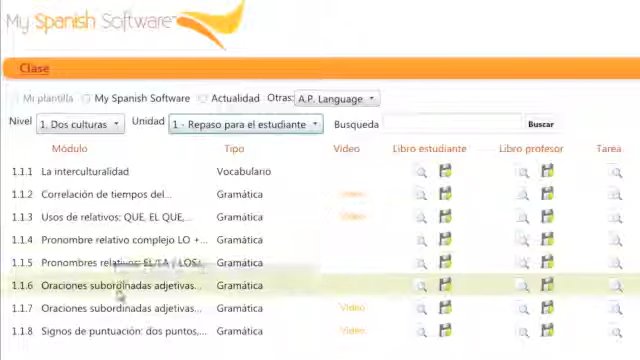 My Spanish Software
Clase
Mi plantilla My Spanish Software Actualidad Otras: A.P. Language
Nivel 1. Dos culturas Unidad 1 - Repaso para el estudiante Busqueda Buscar
Módulo Tipo Video Libro estudiante Libro profesor Tarea
1.1.1 La interculturalidad Vocabulario
1.1.2 Correlación de tiempos del... Gramática Video
1.1.3 Usos de relativos: QUE, EL QUE,... Gramática Video
1.1.4 Pronombre relativo complejo LO +... Gramática
1.1.5 Pronombres relativos: Gramática
1.1.6 Oraciones subordinadas adjetivas... Gramática
1.1.7 Oraciones subordinadas adjetivas... Gramática Video
1.1.8 Signos de puntuación: dos puntos,... Gramática Video